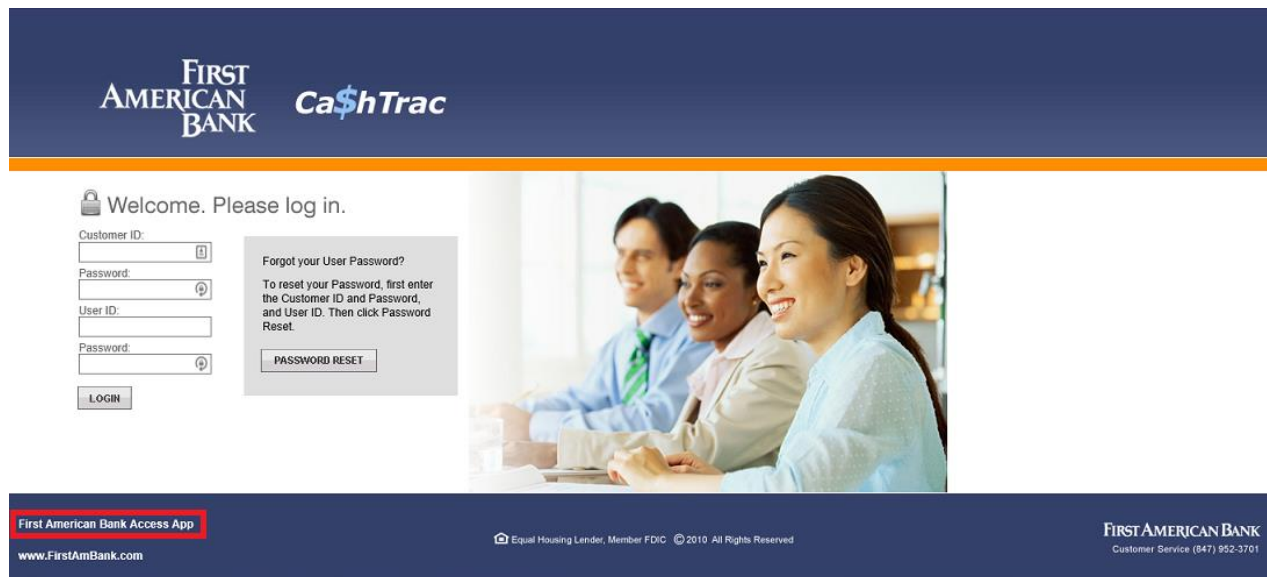 FIRST
AMERICAN
BANK
Ca$hTrac
Welcome. Please log in.
Customer ID:
Password:
User ID:
Password:
LOGIN
Forgot your User Password?
To reset your Password, first enter
the Customer ID and Password,
and User ID. Then click Password
Reset.
PASSWORD RESET
First American Bank Access App
www.FirstAmBank.com
Equal Housing Lender, Member FDIC © 2010 All Rights Reserved
FIRST AMERICAN BANK
Customer Service (847) 952-3701